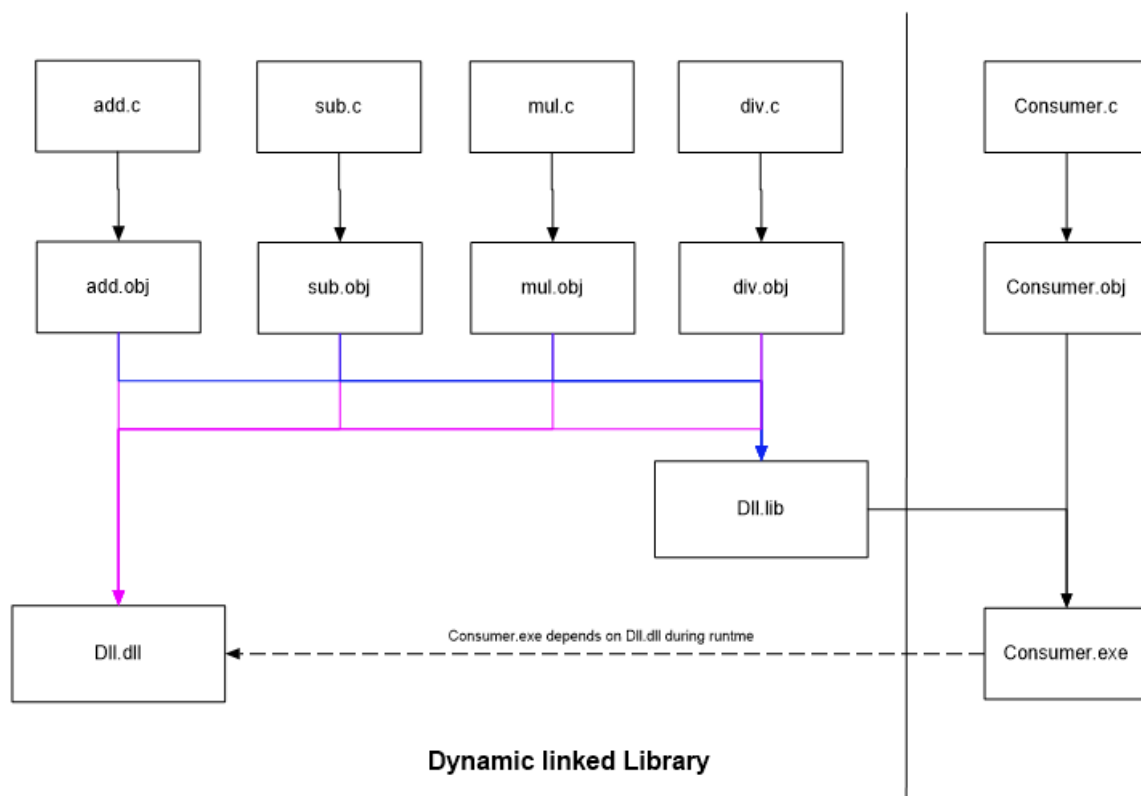 add.c
sub.c
mul.c
div.c
Consumer.c
add.obj
sub.obj
mul.obj
div.obj
Consumer.obj
Dll.lib
Dll.dll
Consumer.exe depends on Dll.dll during runtme
Consumer.exe
Dynamic linked Library